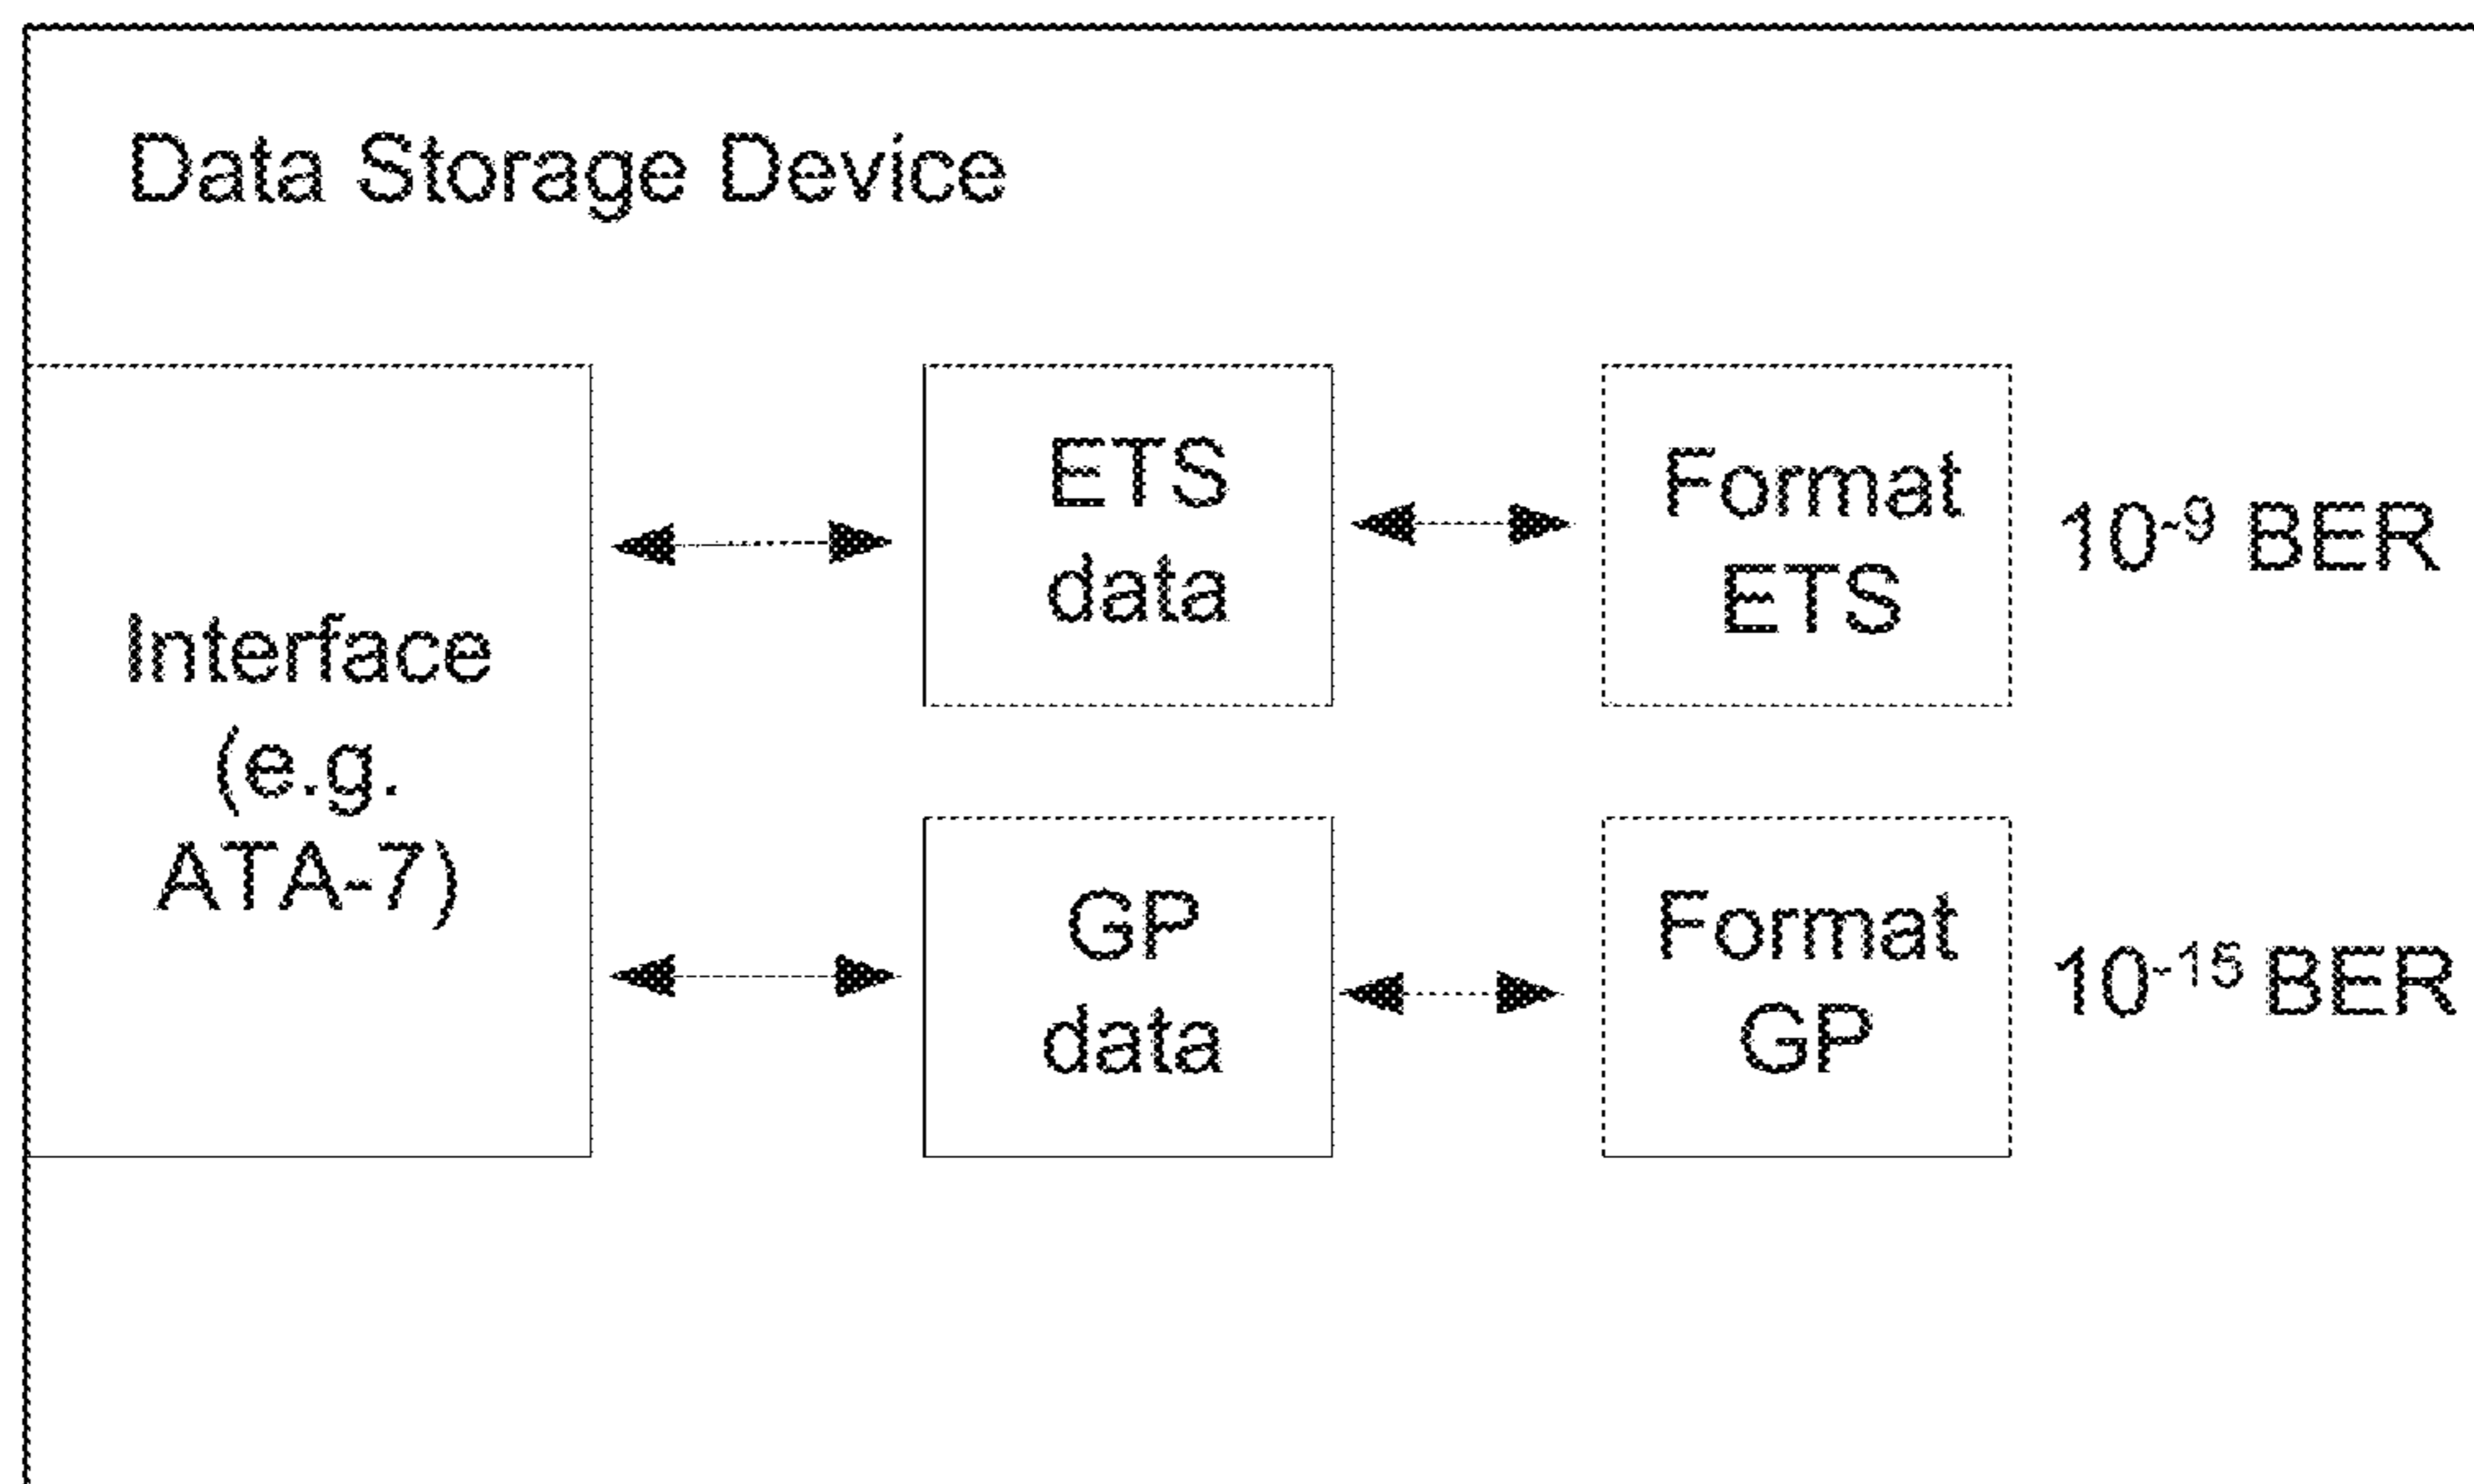 Data Storage Device
Interface
(e.g.
ATA-7)
ETS
data
Format
ETS
10⁻⁹ BER
GP
data
Format
GP
10⁻¹⁵ BER